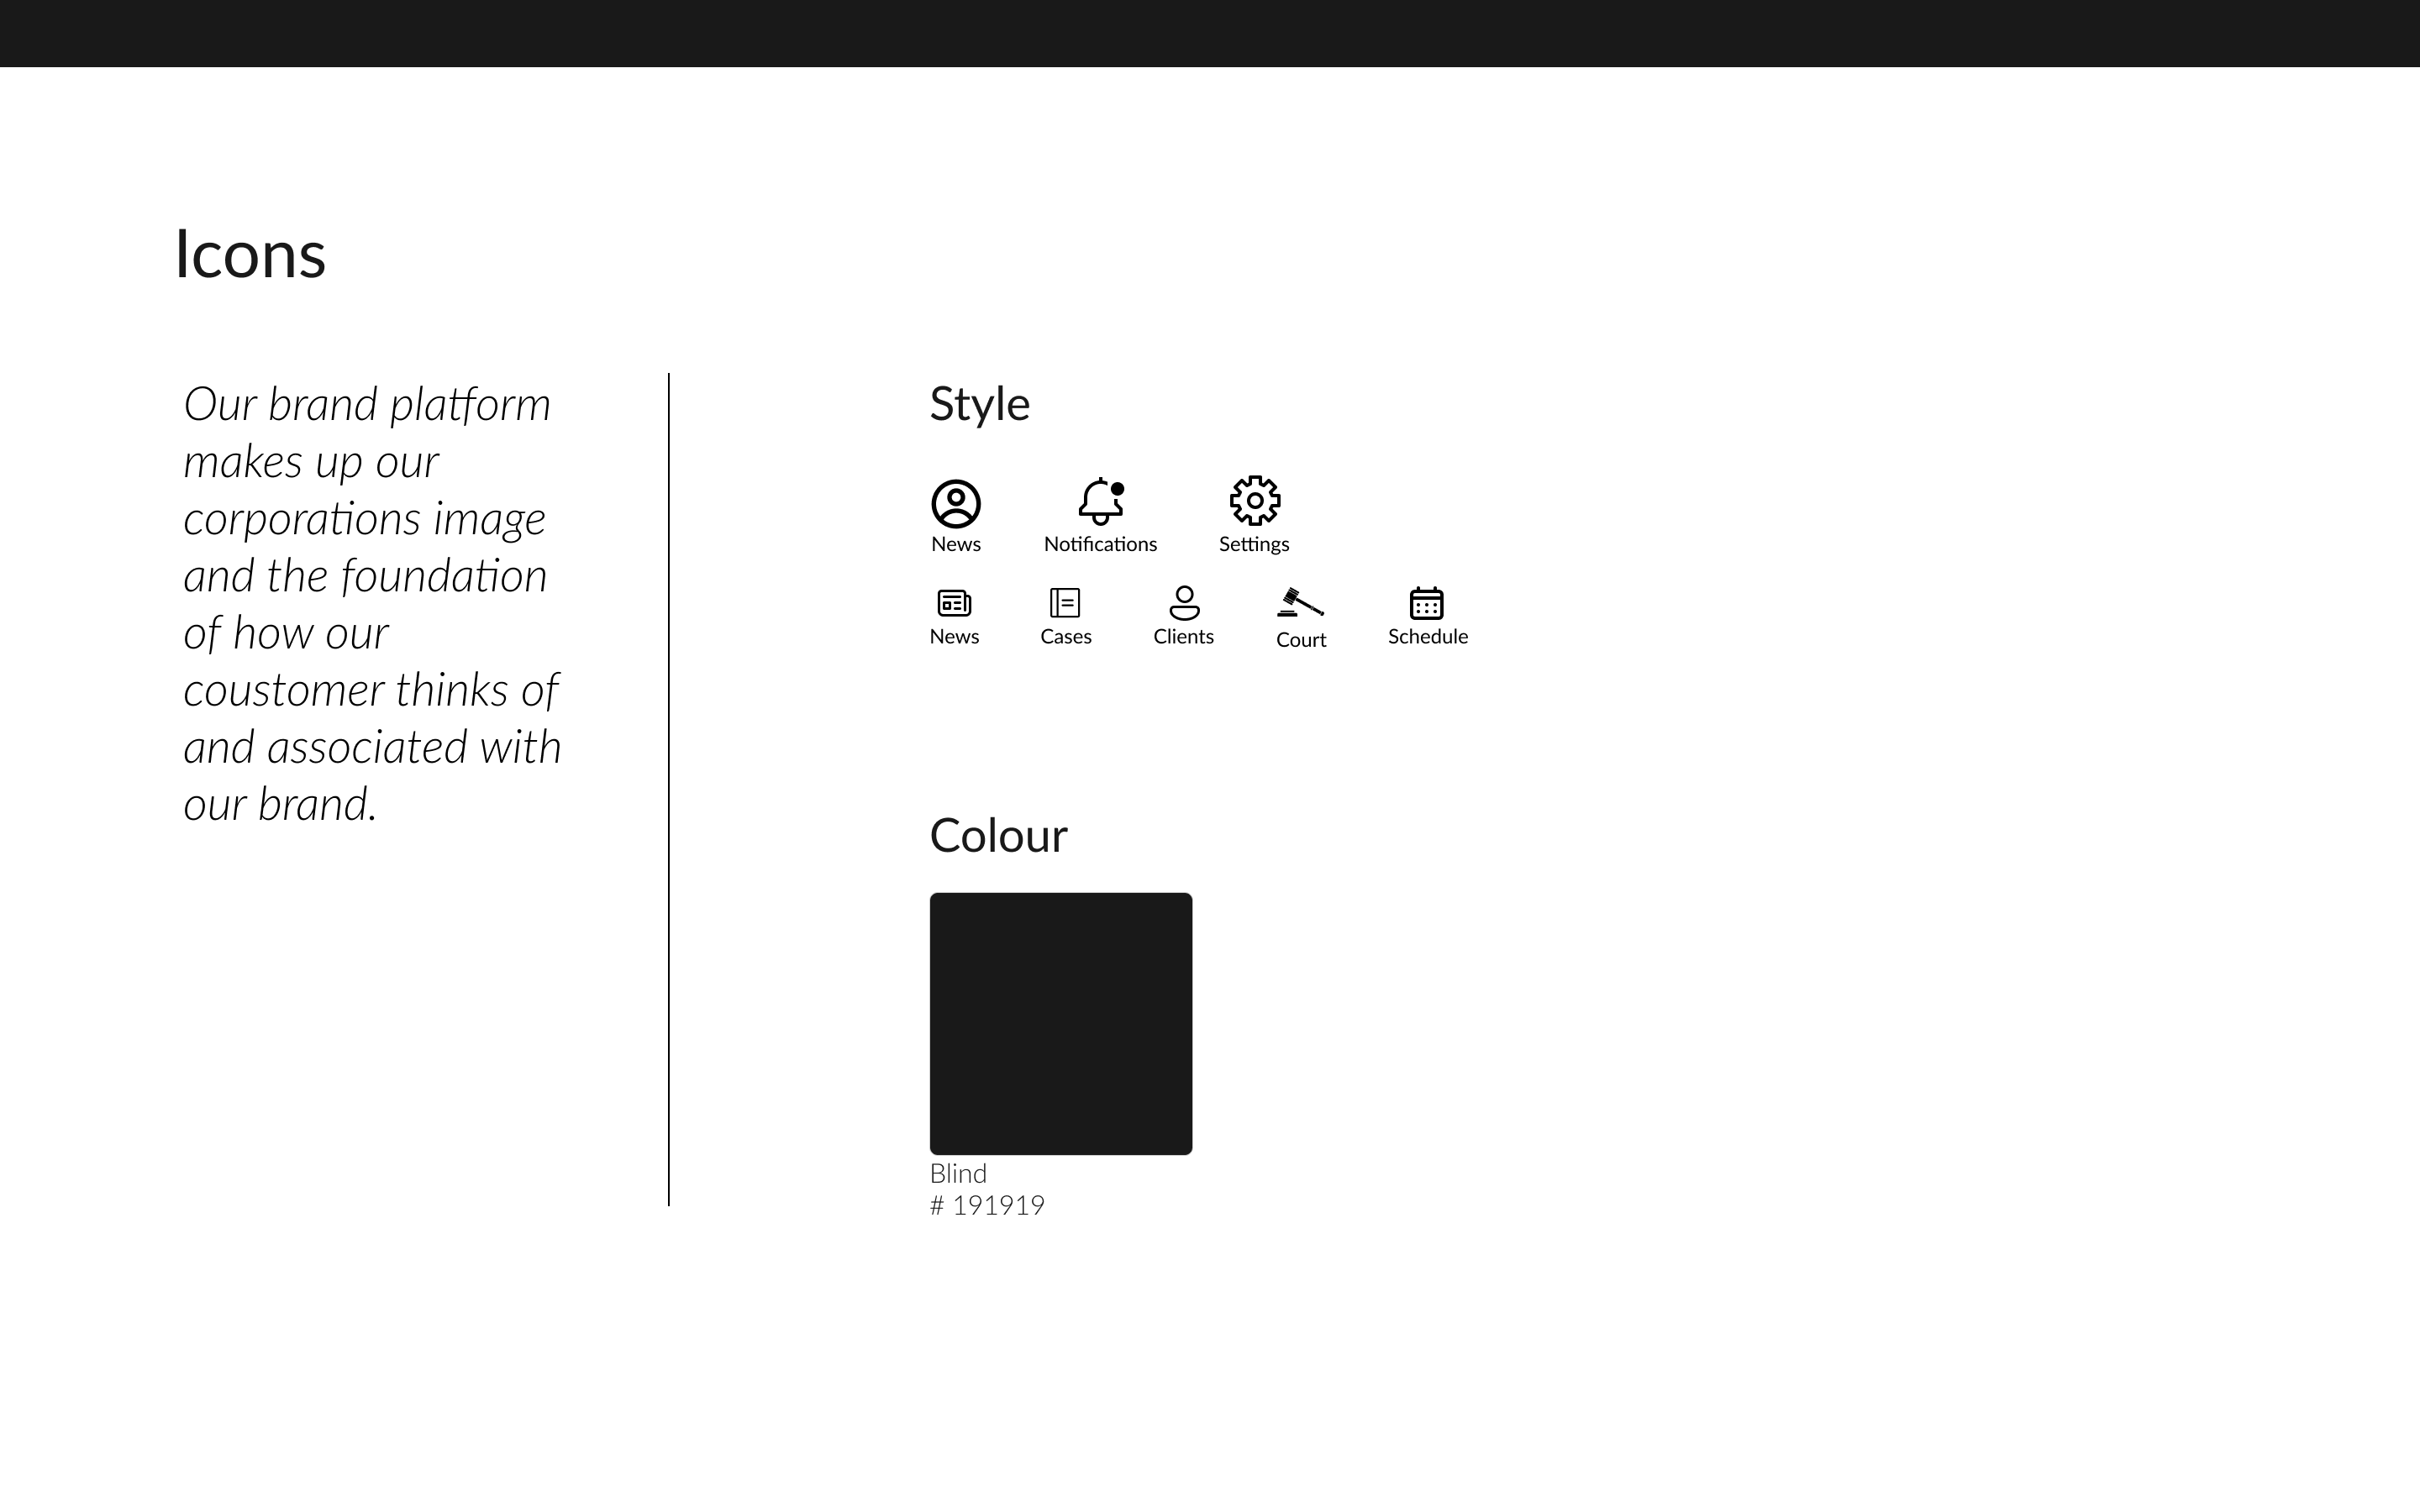 Icons
Our brand platform
makes up our
corporations image
and the foundation
of how our
coustomer thinks of
and associated with
our brand.
Style
News Notifications Settings
News Cases Clients Court Schedule
Colour
Blind
# 191919